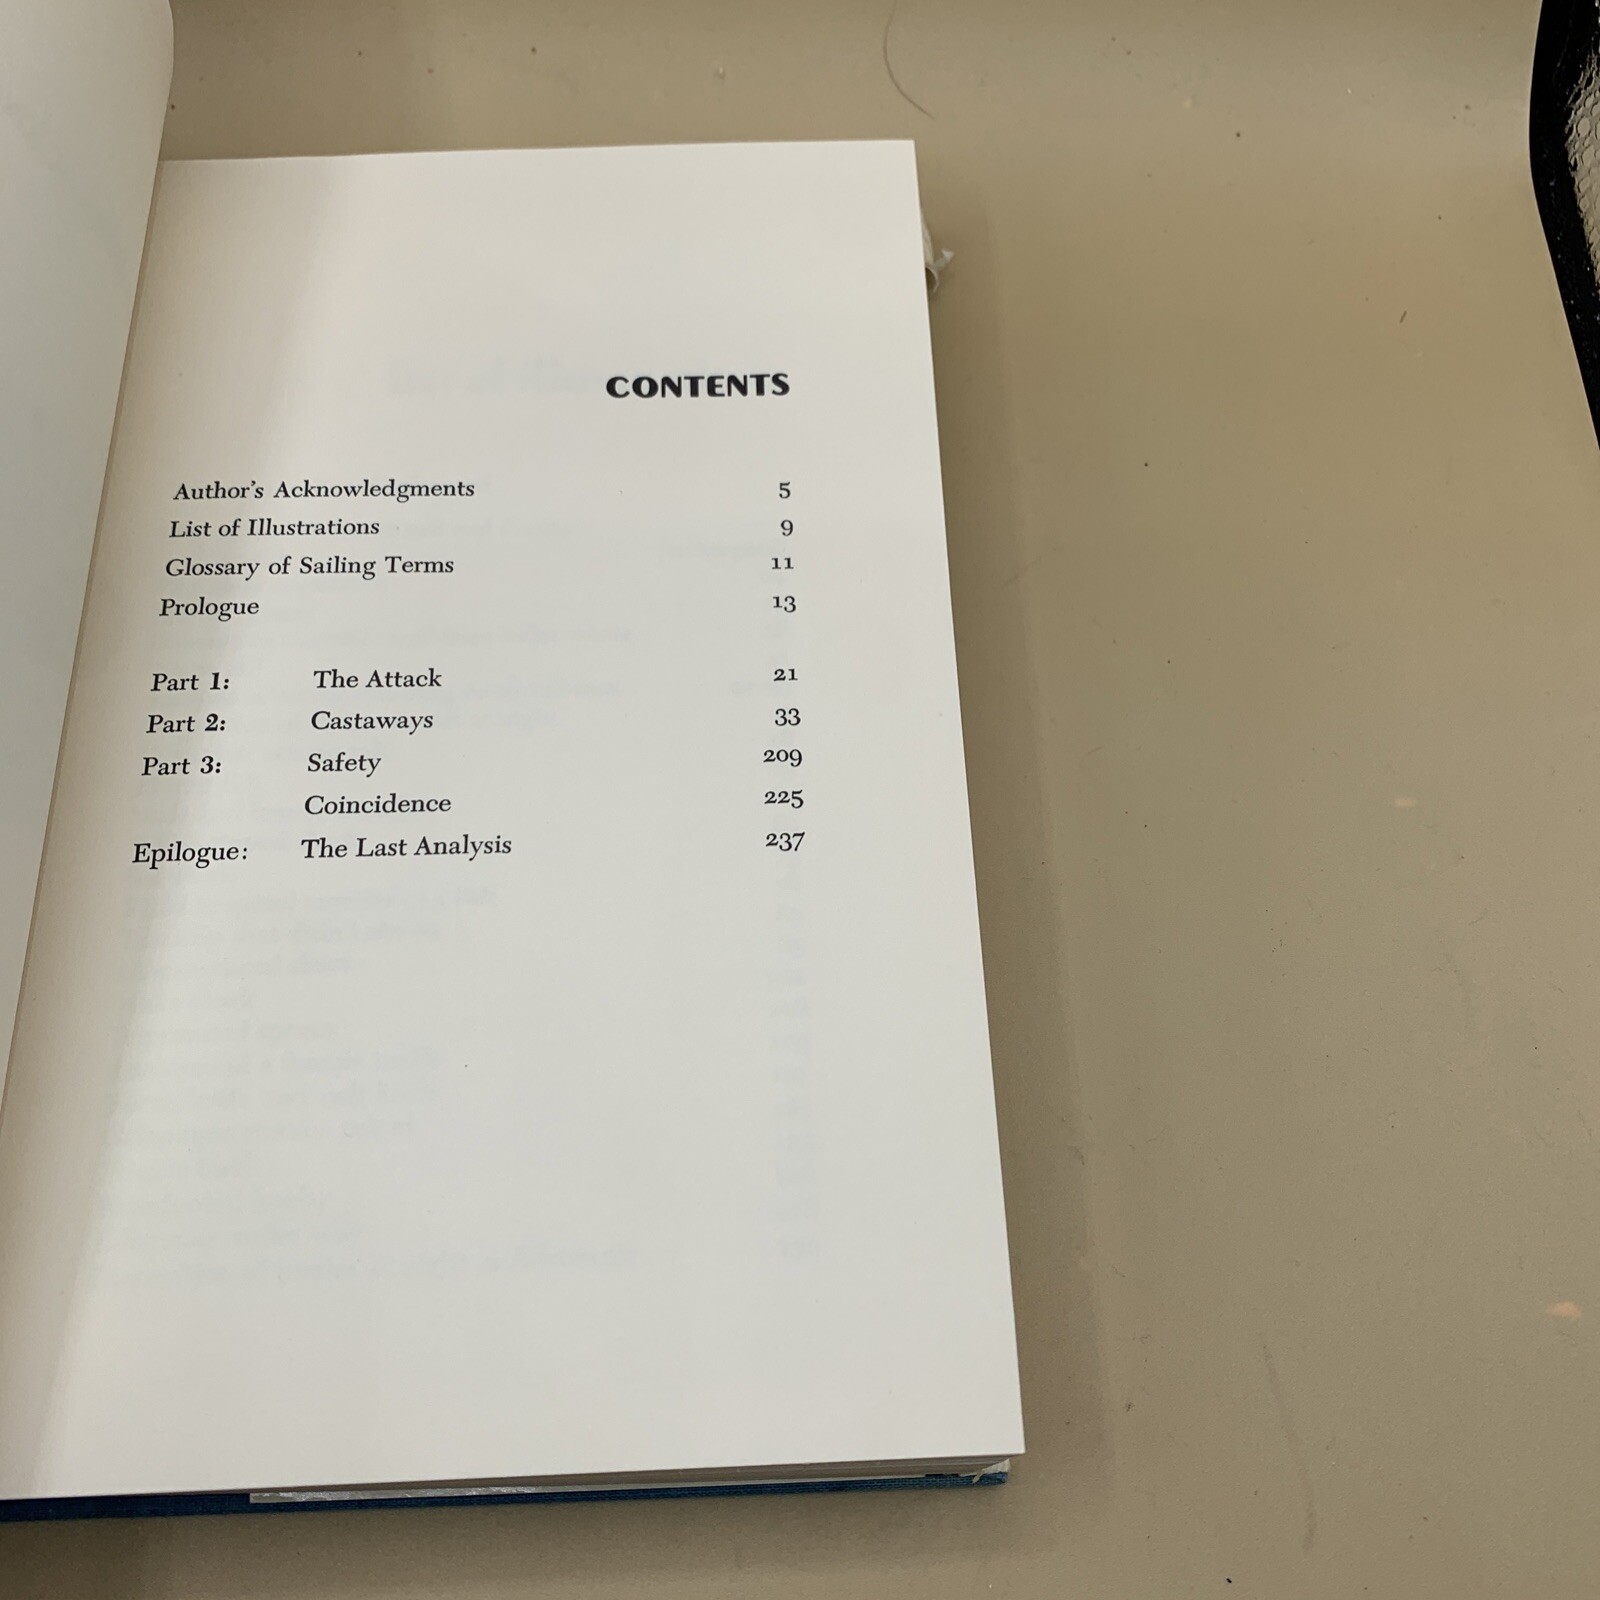 CONTENTS
Author's Acknowledgments 5
List of Illustrations 9
Glossary of Sailing Terms 11
Prologue 13
Part 1: The Attack 21
Part 2: Castaways 33
Part 3: Safety 209
Coincidence 225
Epilogue: The Last Analysis 237